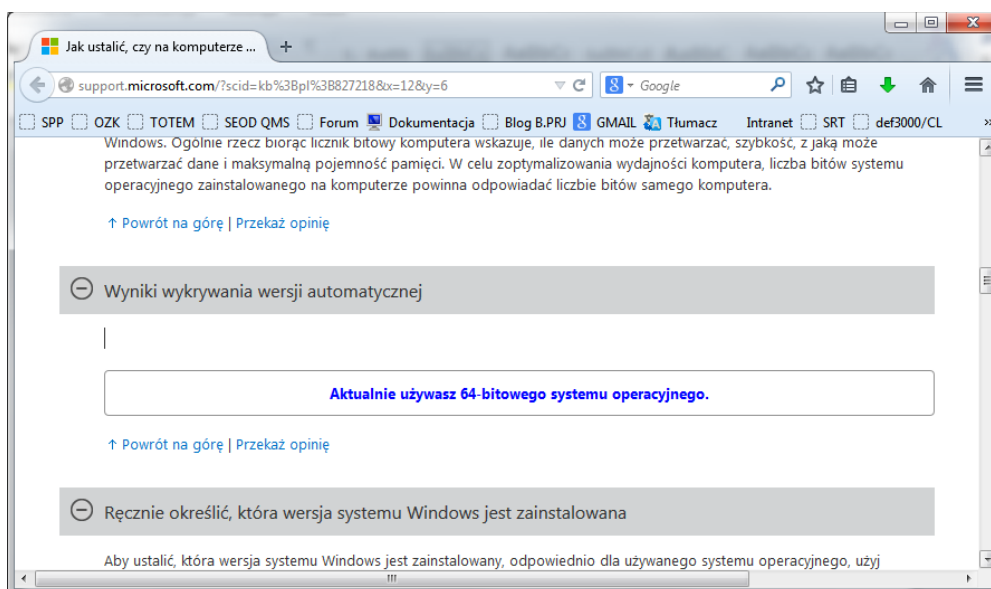 Jak ustalić, czy na komputerze ... +
support.microsoft.com/?scid=kb%3Bpl%3B827218&x=12&y=6 8 Google
SPP OZK TOTEM SEOD QMS Forum Dokumentacja Blog B.PRJ 8 GMAIL Tłumacz Intranet SRT def3000/CL »
Windows. Ogólnie rzecz biorąc licznik bitowy komputera wskazuje, ile danych może przetwarzać, szybkość, z jaką może
przetwarzać dane i maksymalną pojemność pamięci. W celu zoptymalizowania wydajności komputera, liczba bitów systemu
operacyjnego zainstalowanego na komputerze powinna odpowiadać liczbie bitów samego komputera.
↑ Powrót na górę | Przekaż opinię
Wyniki wykrywania wersji automatycznej
Aktualnie używasz 64-bitowego systemu operacyjnego.
↑ Powrót na górę | Przekaż opinię
Ręcznie określić, która wersja systemu Windows jest zainstalowana
Aby ustalić, która wersja systemu Windows jest zainstalowany, odpowiednio dla używanego systemu operacyjnego, użyj